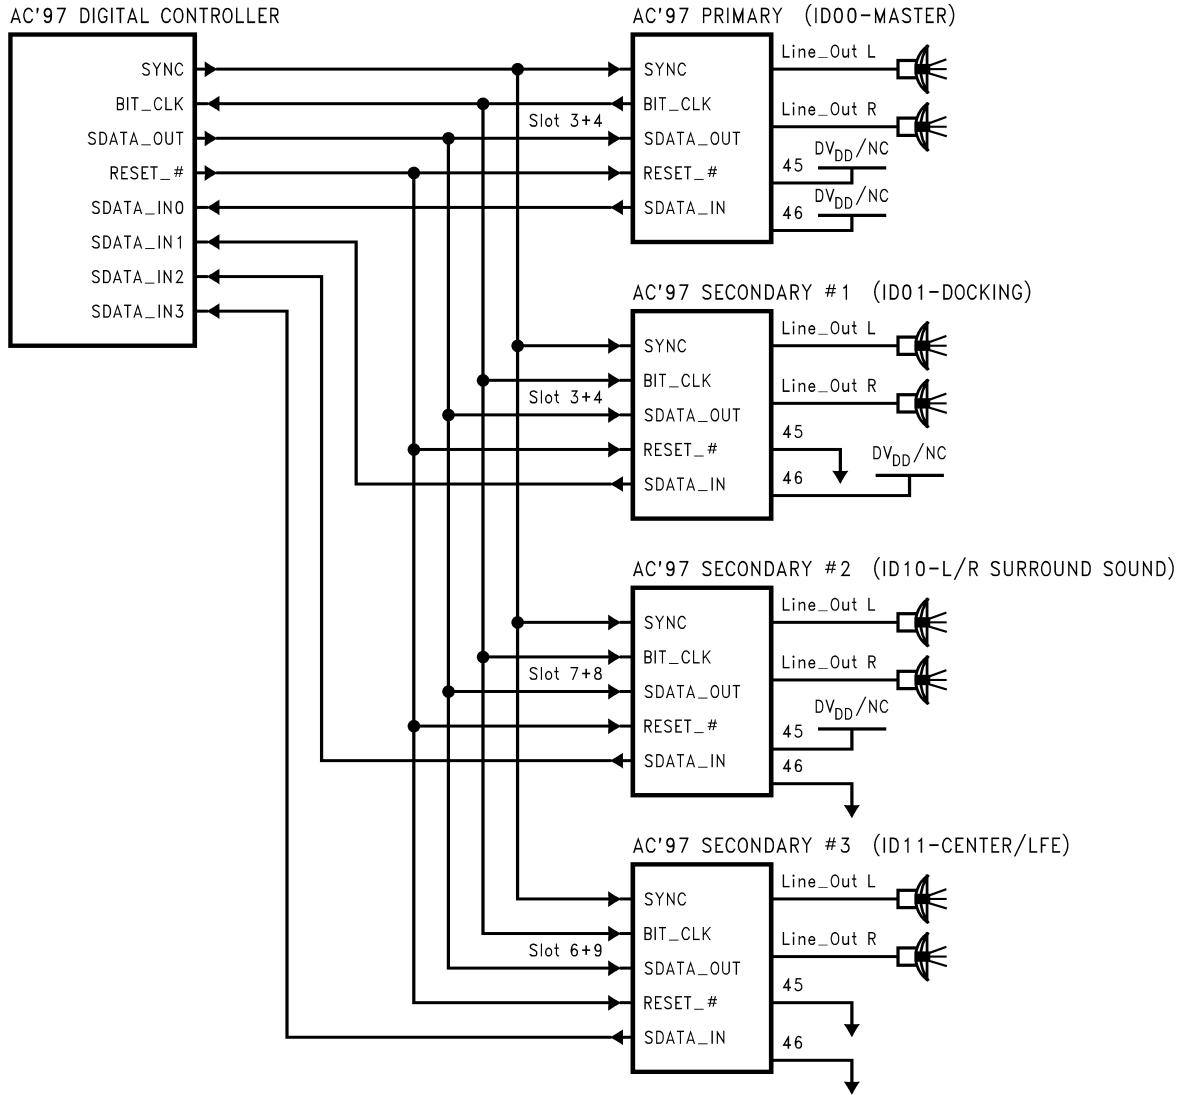 AC'97 DIGITAL CONTROLLER
SYNC
BIT_CLK
SDATA_OUT
RESET_#
SDATA_IN0
SDATA_IN1
SDATA_IN2
SDATA_IN3
AC'97 PRIMARY (ID00-MASTER)
SYNC
BIT_CLK
Slot 3+4
SDATA_OUT
RESET_#
SDATA_IN
Line_Out L
Line_Out R
DVDD/NC
45
DVDD/NC
46
AC'97 SECONDARY #1 (ID01-DOCKING)
SYNC
BIT_CLK
Slot 3+4
SDATA_OUT
RESET_#
SDATA_IN
Line_Out L
Line_Out R
45
DVDD/NC
46
AC'97 SECONDARY #2 (ID10-L/R SURROUND SOUND)
SYNC
BIT_CLK
Slot 7+8
SDATA_OUT
RESET_#
SDATA_IN
Line_Out L
Line_Out R
DVDD/NC
45
46
AC'97 SECONDARY #3 (ID11-CENTER/LFE)
SYNC
BIT_CLK
Slot 6+9
SDATA_OUT
RESET_#
SDATA_IN
Line_Out L
Line_Out R
45
46